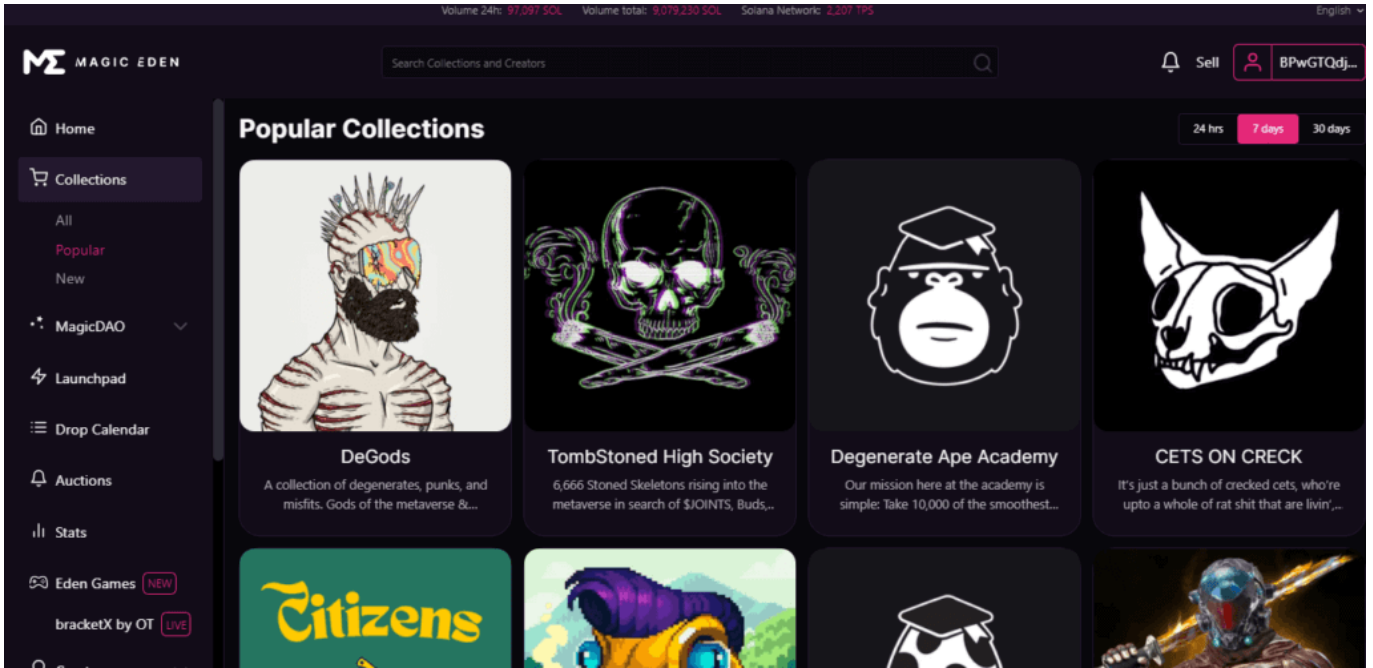 Volume 24h: 97,097 SOL Volume total: 9,079,230 SOL Solana Network: 2,207 TPS English
MAGIC EDEN
Search Collections and Creators
Sell
BPwGTQdj...
Home
Collections
All
Popular
New
MagicDAO
Launchpad
Drop Calendar
Auctions
Stats
Eden Games NEW
bracketX by OT LIVE
Popular Collections
24 hrs 7 days 30 days
DeGods
A collection of degenerates, punks, and
misfits. Gods of the metaverse &...
TombStoned High Society
6,666 Stoned Skeletons rising into the
metaverse in search of $JOINTS, Buds,...
Degenerate Ape Academy
Our mission here at the academy is
simple: Take 10,000 of the smoothest...
CETS ON CRECK
It's just a bunch of crecked cets, who're
upto a whole of rat shit that are livin',...
Citizens